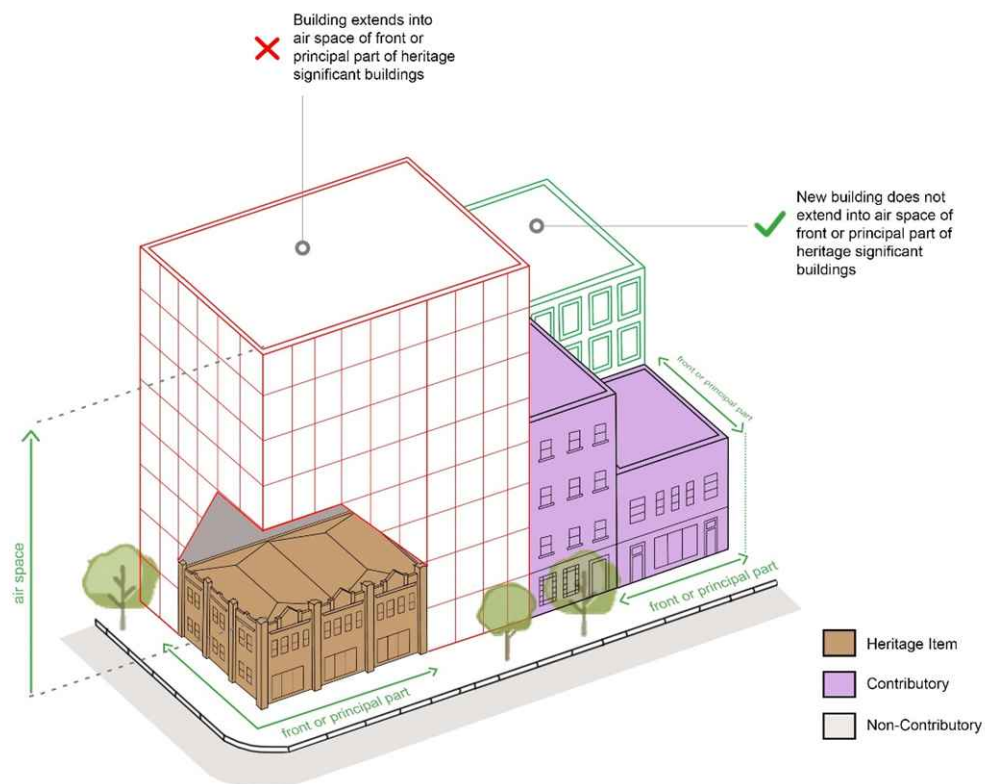 Building extends into
air space of front or
principal part of heritage
significant buildings
New building does not
extend into air space of
front or principal part of
heritage significant
buildings
front or principal part
air space
front or principal part
front or principal part
Heritage Item
Contributory
Non-Contributory